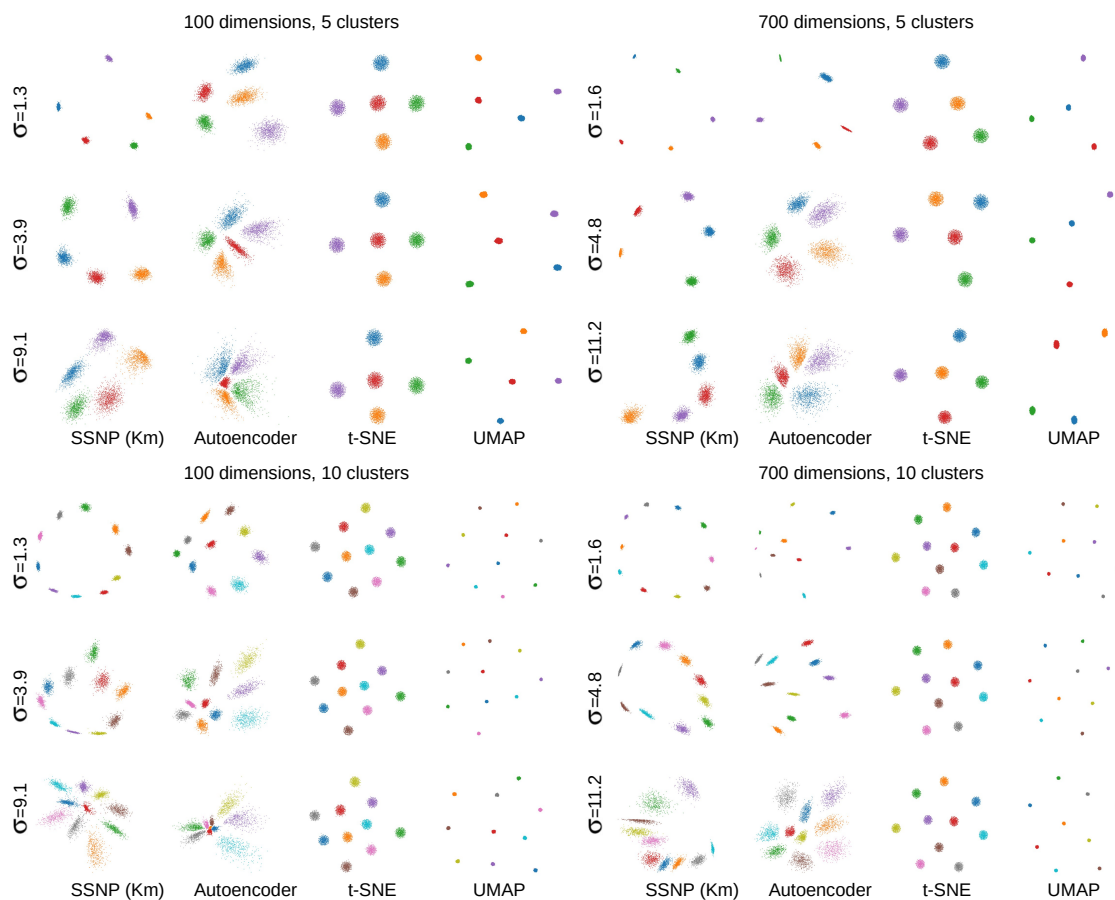 100 dimensions, 5 clusters
σ=1.3
σ=3.9
σ=9.1
SSNP (Km) Autoencoder t-SNE UMAP
700 dimensions, 5 clusters
σ=1.6
σ=4.8
σ=11.2
SSNP (Km) Autoencoder t-SNE UMAP
100 dimensions, 10 clusters
σ=1.3
σ=3.9
σ=9.1
SSNP (Km) Autoencoder t-SNE UMAP
700 dimensions, 10 clusters
σ=1.6
σ=4.8
σ=11.2
SSNP (Km) Autoencoder t-SNE UMAP